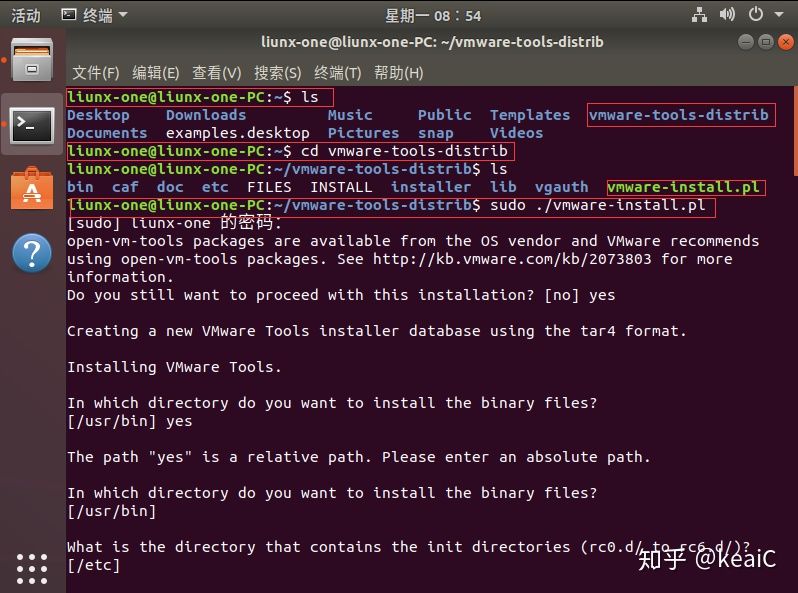 活动 终端 星期一 08：54
liunx-one@liunx-one-PC: ~/vmware-tools-distrib
文件(F) 编辑(E) 查看(V) 搜索(S) 终端(T) 帮助(H)
liunx-one@liunx-one-PC:~$ ls
Desktop Downloads Music Public Templates vmware-tools-distrib
Documents examples.desktop Pictures snap Videos
liunx-one@liunx-one-PC:~$ cd vmware-tools-distrib
liunx-one@liunx-one-PC:~/vmware-tools-distrib$ ls
bin caf doc etc FILES INSTALL installer lib vgauth vmware-install.pl
liunx-one@liunx-one-PC:~/vmware-tools-distrib$ sudo ./vmware-install.pl
[sudo] liunx-one 的密码：
open-vm-tools packages are available from the OS vendor and VMware recommends
using open-vm-tools packages. See http://kb.vmware.com/kb/2073803 for more
information.
Do you still want to proceed with this installation? [no] yes
Creating a new VMware Tools installer database using the tar4 format.
Installing VMware Tools.
In which directory do you want to install the binary files?
[/usr/bin] yes
The path "yes" is a relative path. Please enter an absolute path.
In which directory do you want to install the binary files?
[/usr/bin]
What is the directory that contains the init directories (rc0.d/ to rc6.d/)?
[/etc]
知乎 @keaiC